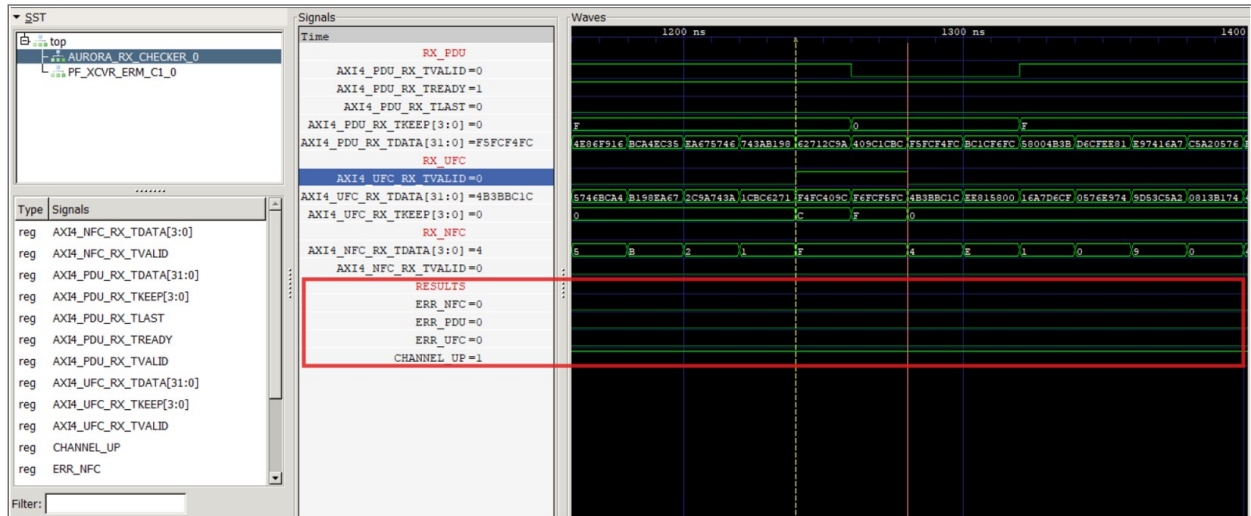 SST
top
AURORA_RX_CHECKER_0
PF_XCVR_ERM_C1_0
Type Signals
reg AXI4_NFC_RX_TDATA[3:0]
reg AXI4_NFC_RX_TVALID
reg AXI4_PDU_RX_TDATA[31:0]
reg AXI4_PDU_RX_TKEEP[3:0]
reg AXI4_PDU_RX_TLAST
reg AXI4_PDU_RX_TREADY
reg AXI4_PDU_RX_TVALID
reg AXI4_UFC_RX_TDATA[31:0]
reg AXI4_UFC_RX_TKEEP[3:0]
reg AXI4_UFC_RX_TVALID
reg CHANNEL_UP
reg ERR_NFC
Filter:
Signals
Time
RX_PDU
AXI4_PDU_RX_TVALID=0
AXI4_PDU_RX_TREADY=1
AXI4_PDU_RX_TLAST=0
AXI4_PDU_RX_TKEEP[3:0]=0
AXI4_PDU_RX_TDATA[31:0]=F5FCF4FC
RX_UFC
AXI4_UFC_RX_TVALID=0
AXI4_UFC_RX_TDATA[31:0]=4B3BBC1C
AXI4_UFC_RX_TKEEP[3:0]=0
RX_NFC
AXI4_NFC_RX_TDATA[3:0]=4
AXI4_NFC_RX_TVALID=0
RESULTS
ERR_NFC=0
ERR_PDU=0
ERR_UFC=0
CHANNEL_UP=1
Waves
1200 ns 1300 ns 1400
F 0 F
4E86F916 BCA4EC35 EA675746 743AB198 62712C9A 409C1CBC F5FCF4FC BC1CF6FC 58004B3B D6CFEE81 E97416A7 C5A20576
5746BCA4 B198EA67 2C9A743A 1CBC6271 F4FC409C F6FCF5FC 4B3BBC1C EE815800 16A7D6CF 0576E974 9D53C5A2 0813B174
0 C F 0
5 B 2 1 F 4 E 1 0 9 0